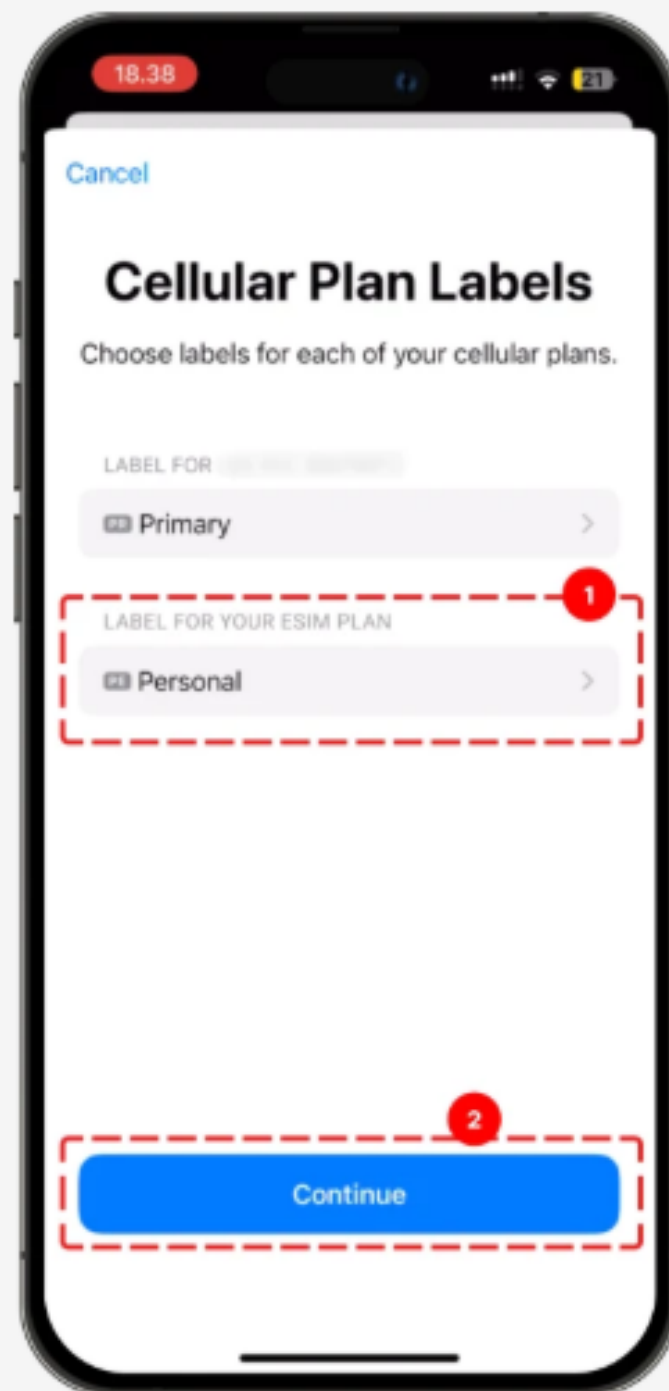 18.38
21
Cancel
Cellular Plan Labels
Choose labels for each of your cellular plans.
LABEL FOR
Primary
1
LABEL FOR YOUR ESIM PLAN
Personal
2
Continue